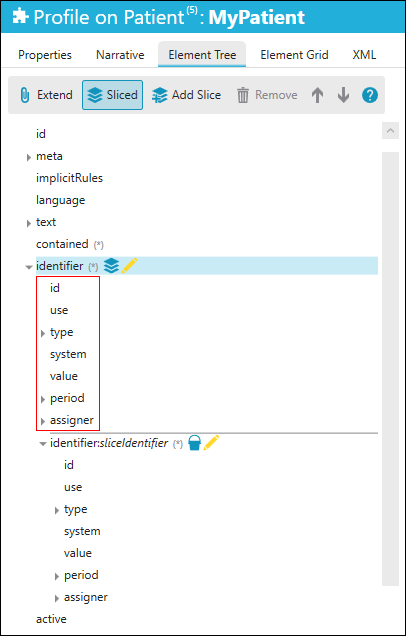 Profile on Patient (5) : MyPatient
Properties Narrative Element Tree Element Grid XML
Extend Sliced Add Slice Remove ?
id
meta
implicitRules
language
text
contained (*)
identifier (*)
id
use
type
system
value
period
assigner
identifier:sliceIdentifier (*)
id
use
type
system
value
period
assigner
active